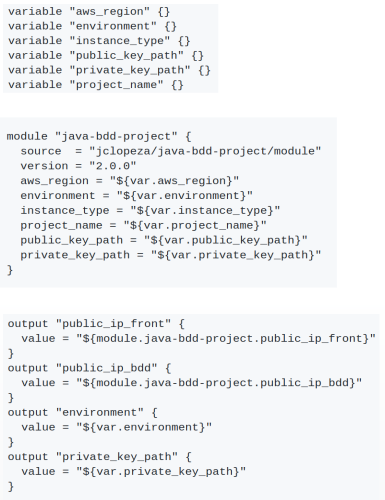 variable "aws_region" {}
variable "environment" {}
variable "instance_type" {}
variable "public_key_path" {}
variable "private_key_path" {}
variable "project_name" {}
module "java-bdd-project" {
  source  = "jclopeza/java-bdd-project/module"
  version = "2.0.0"
  aws_region = "${var.aws_region}"
  environment = "${var.environment}"
  instance_type = "${var.instance_type}"
  project_name = "${var.project_name}"
  public_key_path = "${var.public_key_path}"
  private_key_path = "${var.private_key_path}"
}
output "public_ip_front" {
  value = "${module.java-bdd-project.public_ip_front}"
}
output "public_ip_bdd" {
  value = "${module.java-bdd-project.public_ip_bdd}"
}
output "environment" {
  value = "${var.environment}"
}
output "private_key_path" {
  value = "${var.private_key_path}"
}